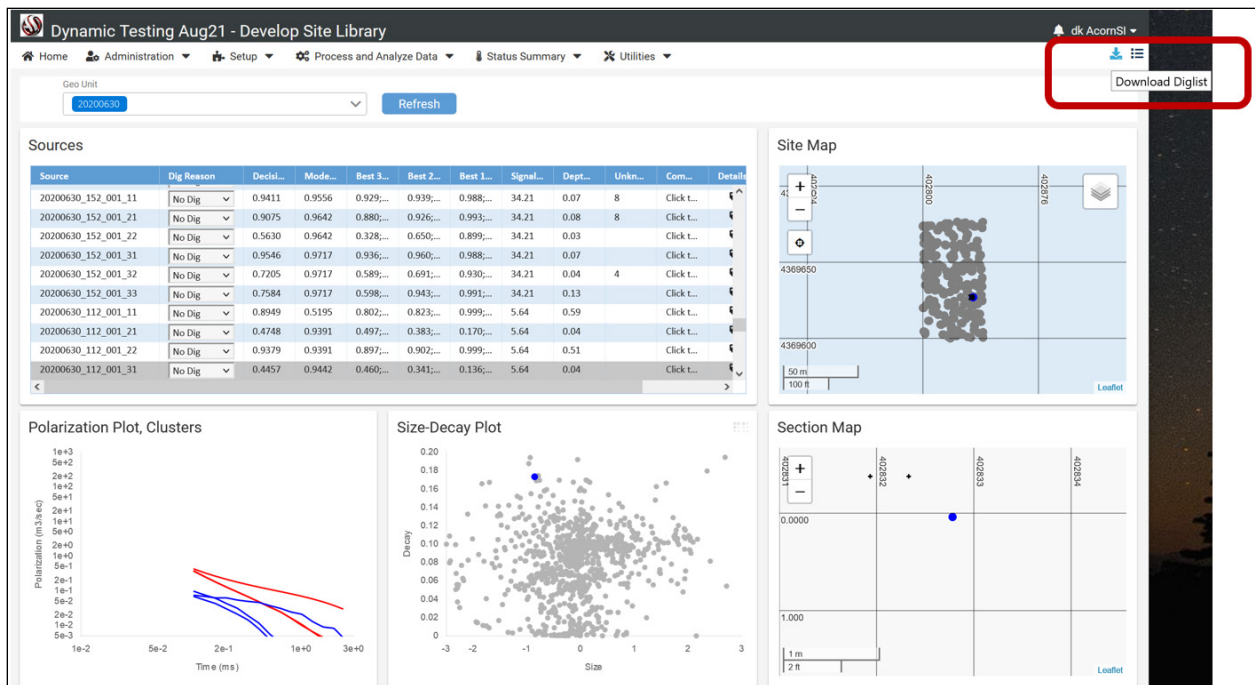 Dynamic Testing Aug21 - Develop Site Library
dk AcornSI
Home Administration Setup Process and Analyze Data Status Summary Utilities
Download Diglist
Geo Unit
20200630
Refresh
Sources
Source Dig Reason Decisi... Mode... Best 3... Best 2... Best 1... Signal... Dept... Unkn... Com... Details
20200630_152_001_11 No Dig 0.9411 0.9556 0.929;... 0.939;... 0.988;... 34.21 0.07 8 Click t...
20200630_152_001_21 No Dig 0.9075 0.9642 0.880;... 0.926;... 0.993;... 34.21 0.08 8 Click t...
20200630_152_001_22 No Dig 0.5630 0.9642 0.328;... 0.650;... 0.899;... 34.21 0.03 Click t...
20200630_152_001_31 No Dig 0.9546 0.9717 0.936;... 0.960;... 0.988;... 34.21 0.07 Click t...
20200630_152_001_32 No Dig 0.7205 0.9717 0.589;... 0.691;... 0.930;... 34.21 0.04 4 Click t...
20200630_152_001_33 No Dig 0.7584 0.9717 0.598;... 0.943;... 0.991;... 34.21 0.13 Click t...
20200630_112_001_11 No Dig 0.8949 0.5195 0.802;... 0.823;... 0.999;... 5.64 0.59 Click t...
20200630_112_001_21 No Dig 0.4748 0.9391 0.497;... 0.383;... 0.170;... 5.64 0.04 Click t...
20200630_112_001_22 No Dig 0.9379 0.9391 0.897;... 0.902;... 0.999;... 5.64 0.51 Click t...
20200630_112_001_31 No Dig 0.4457 0.9442 0.460;... 0.341;... 0.136;... 5.64 0.04 Click t...
Site Map
+
−
402800
402876
4369650
4369600
50 m
100 ft
Leaflet
Polarization Plot, Clusters
Polarization (m3/sec)
1e+3
5e+2
2e+2
1e+2
5e+1
2e+1
1e+1
5e+0
2e+0
1e+0
5e-1
2e-1
1e-1
5e-2
2e-2
1e-2
5e-3
1e-2 5e-2 2e-1 1e+0 3e+0
Time (ms)
Size-Decay Plot
Decay
0.20
0.18
0.16
0.14
0.12
0.10
0.08
0.06
0.04
0.02
0
-3 -2 -1 0 1 2 3
Size
Section Map
+
−
402831
402832
402833
402834
0.0000
1.000
1 m
2 ft
Leaflet